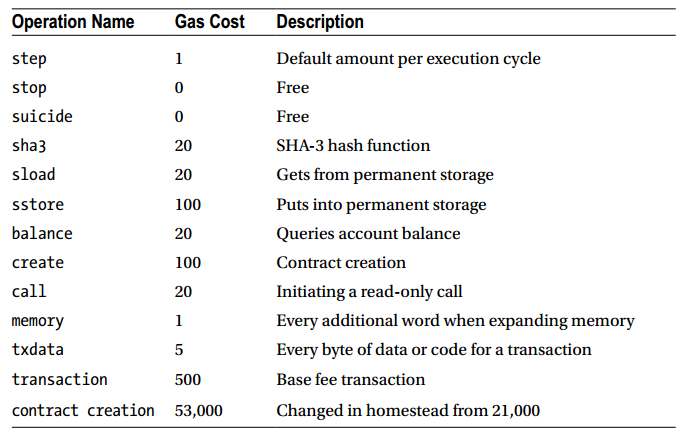 Operation Name Gas Cost Description
step 1 Default amount per execution cycle
stop 0 Free
suicide 0 Free
sha3 20 SHA-3 hash function
sload 20 Gets from permanent storage
sstore 100 Puts into permanent storage
balance 20 Queries account balance
create 100 Contract creation
call 20 Initiating a read-only call
memory 1 Every additional word when expanding memory
txdata 5 Every byte of data or code for a transaction
transaction 500 Base fee transaction
contract creation 53,000 Changed in homestead from 21,000